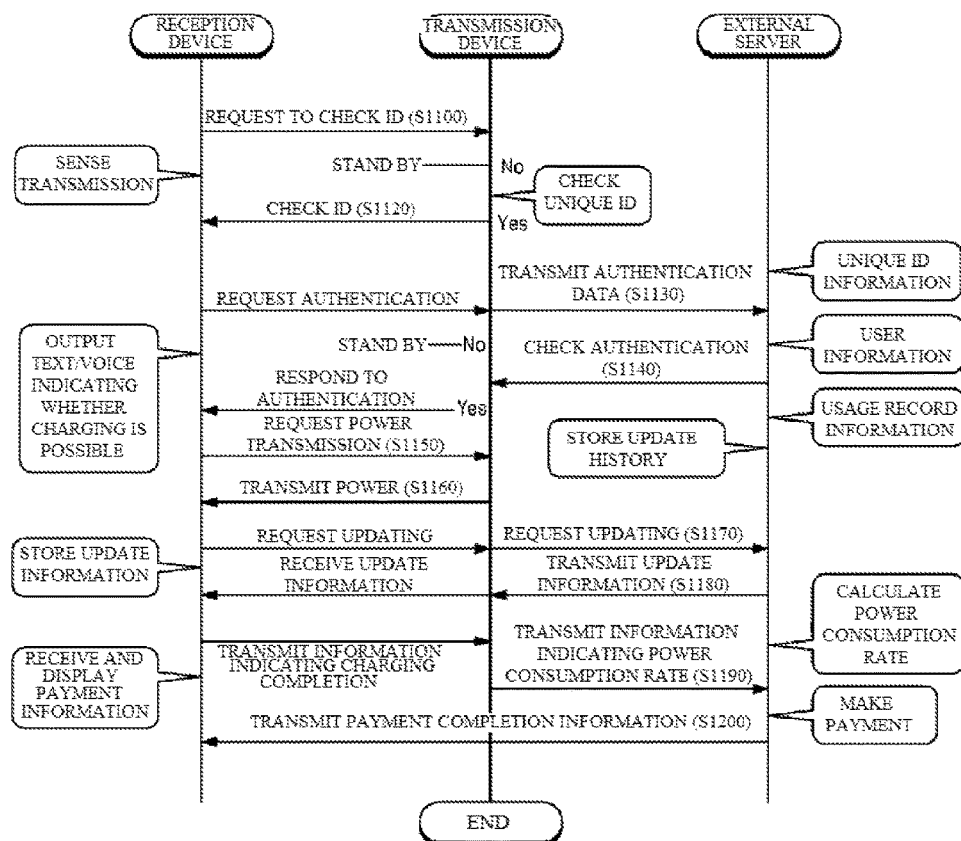 RECEPTION
DEVICE
TRANSMISSION
DEVICE
EXTERNAL
SERVER
REQUEST TO CHECK ID (S1100)
SENSE
TRANSMISSION
STAND BY
No
CHECK
UNIQUE ID
CHECK ID (S1120)
Yes
UNIQUE ID
INFORMATION
TRANSMIT AUTHENTICATION
DATA (S1130)
REQUEST AUTHENTICATION
OUTPUT
TEXT/VOICE
INDICATING
WHETHER
CHARGING IS
POSSIBLE
STAND BY
No
CHECK AUTHENTICATION
(S1140)
USER
INFORMATION
RESPOND TO
AUTHENTICATION
Yes
USAGE RECORD
INFORMATION
REQUEST POWER
TRANSMISSION (S1150)
STORE UPDATE
HISTORY
TRANSMIT POWER (S1160)
REQUEST UPDATING
REQUEST UPDATING (S1170)
STORE UPDATE
INFORMATION
RECEIVE UPDATE
INFORMATION
TRANSMIT UPDATE
INFORMATION (S1180)
CALCULATE
POWER
CONSUMPTION
RATE
TRANSMIT INFORMATION
INDICATING CHARGING
COMPLETION
TRANSMIT INFORMATION
INDICATING POWER
CONSUMPTION RATE (S1190)
RECEIVE AND
DISPLAY
PAYMENT
INFORMATION
MAKE
PAYMENT
TRANSMIT PAYMENT COMPLETION INFORMATION (S1200)
END